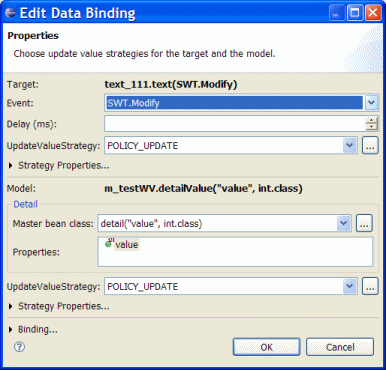 Edit Data Binding
Properties
Choose update value strategies for the target and the model.
Target: text_111.text(SWT.Modify)
Event: SWT.Modify
Delay (ms):
UpdateValueStrategy: POLICY_UPDATE ...
Strategy Properties...
Model: m_testWV.detailValue("value", int.class)
Detail
Master bean class: detail("value", int.class) ...
Properties: value
UpdateValueStrategy: POLICY_UPDATE ...
Strategy Properties...
Binding...
? OK Cancel